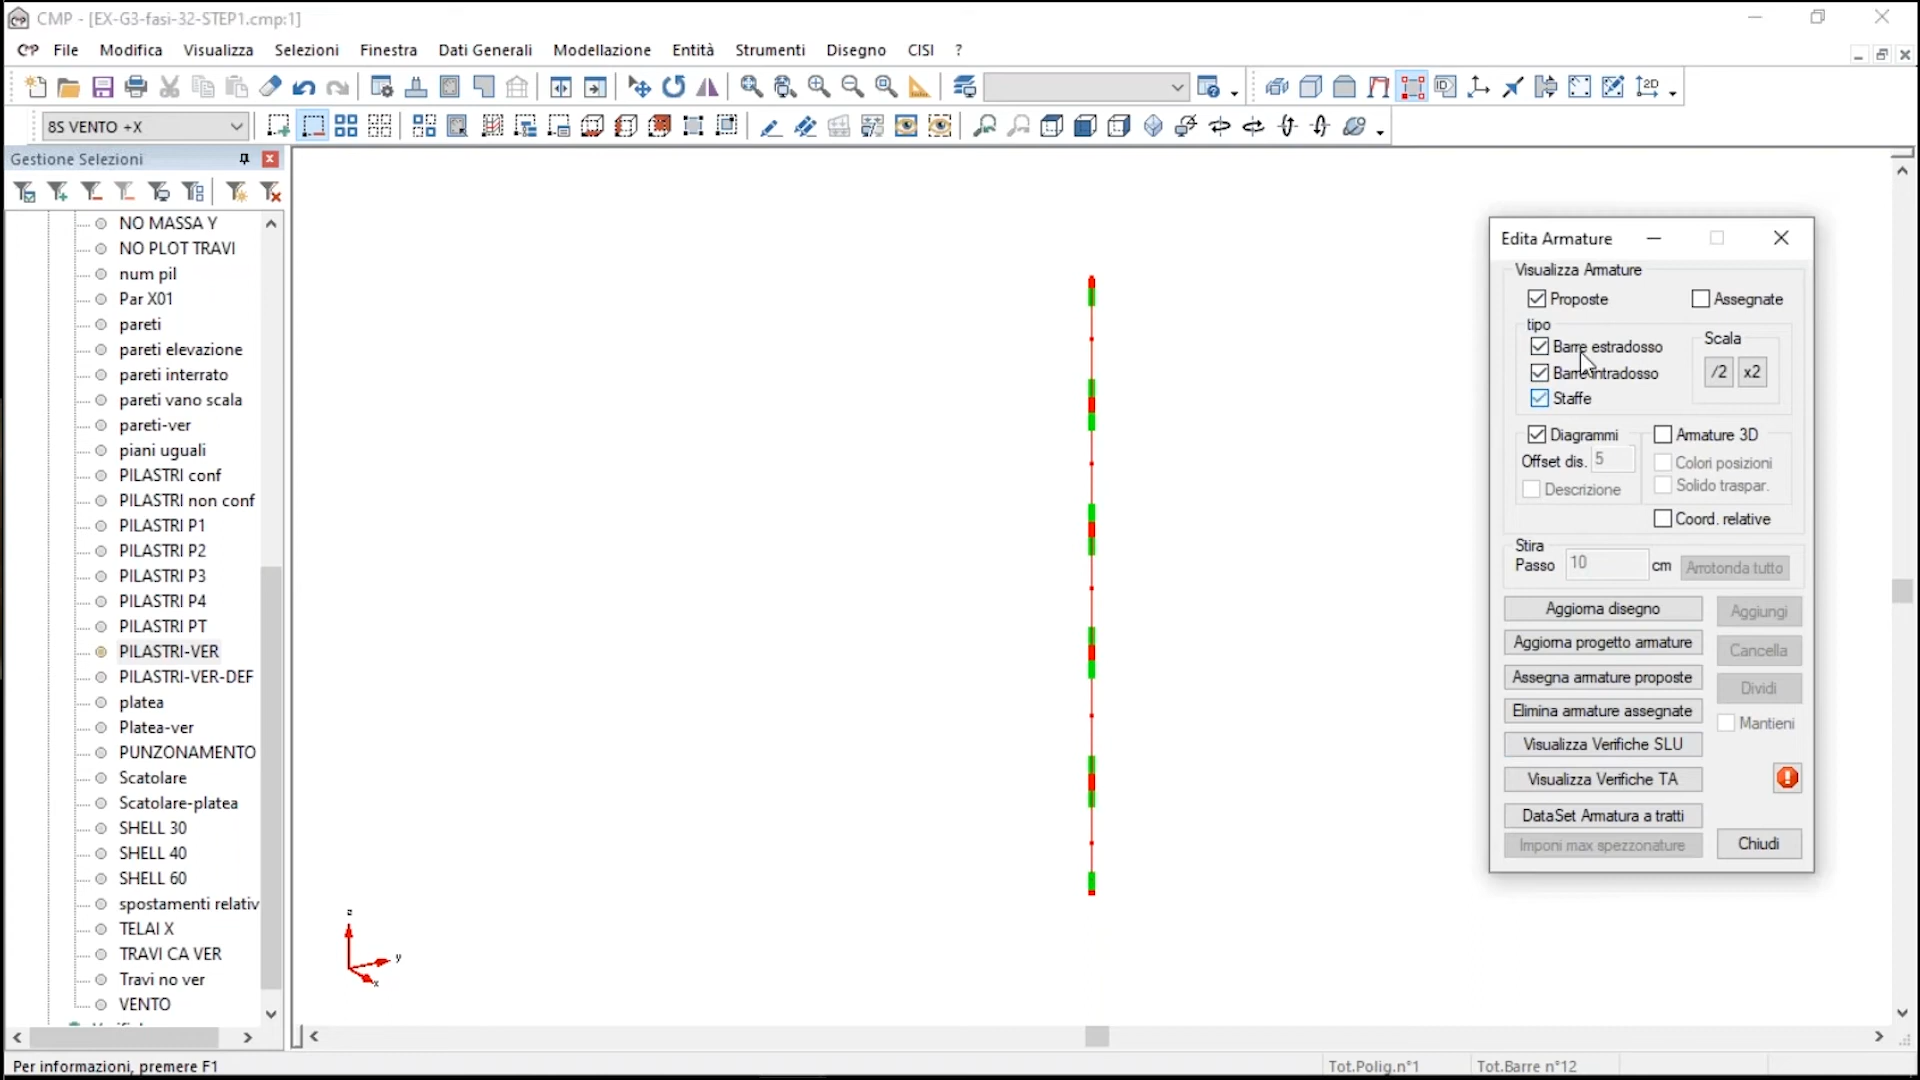 CMP - [EX-G3-fasi-32-STEP1.cmp:1]
File Modifica Visualizza Selezioni Finestra Dati Generali Modellazione Entità Strumenti Disegno CISI ?
2D
8S VENTO +X
Gestione Selezioni
NO MASSA Y
NO PLOT TRAVI
num pil
Par X01
pareti
pareti elevazione
pareti interrato
pareti vano scala
pareti-ver
piani uguali
PILASTRI conf
PILASTRI non conf
PILASTRI P1
PILASTRI P2
PILASTRI P3
PILASTRI P4
PILASTRI PT
PILASTRI-VER
PILASTRI-VER-DEF
platea
Platea-ver
PUNZONAMENTO
Scatolare
Scatolare-platea
SHELL 30
SHELL 40
SHELL 60
spostamenti relativ
TELAI X
TRAVI CA VER
Travi no ver
VENTO
z
y
x
Edita Armature
Visualizza Armature
Proposte Assegnate
tipo
Barre estradosso
Barre intradosso
Staffe
Scala
/2 x2
Diagrammi
Offset dis. 5
Descrizione
Armature 3D
Colori posizioni
Solido traspar.
Coord. relative
Stira
Passo 10 cm Arrotonda tutto
Aggiorna disegno Aggiungi
Aggiorna progetto armature Cancella
Assegna armature proposte Dividi
Elimina armature assegnate Mantieni
Visualizza Verifiche SLU
Visualizza Verifiche TA
DataSet Armatura a tratti
Imponi max spezzonature Chiudi
Per informazioni, premere F1 Tot.Polig.n°1 Tot.Barre n°12